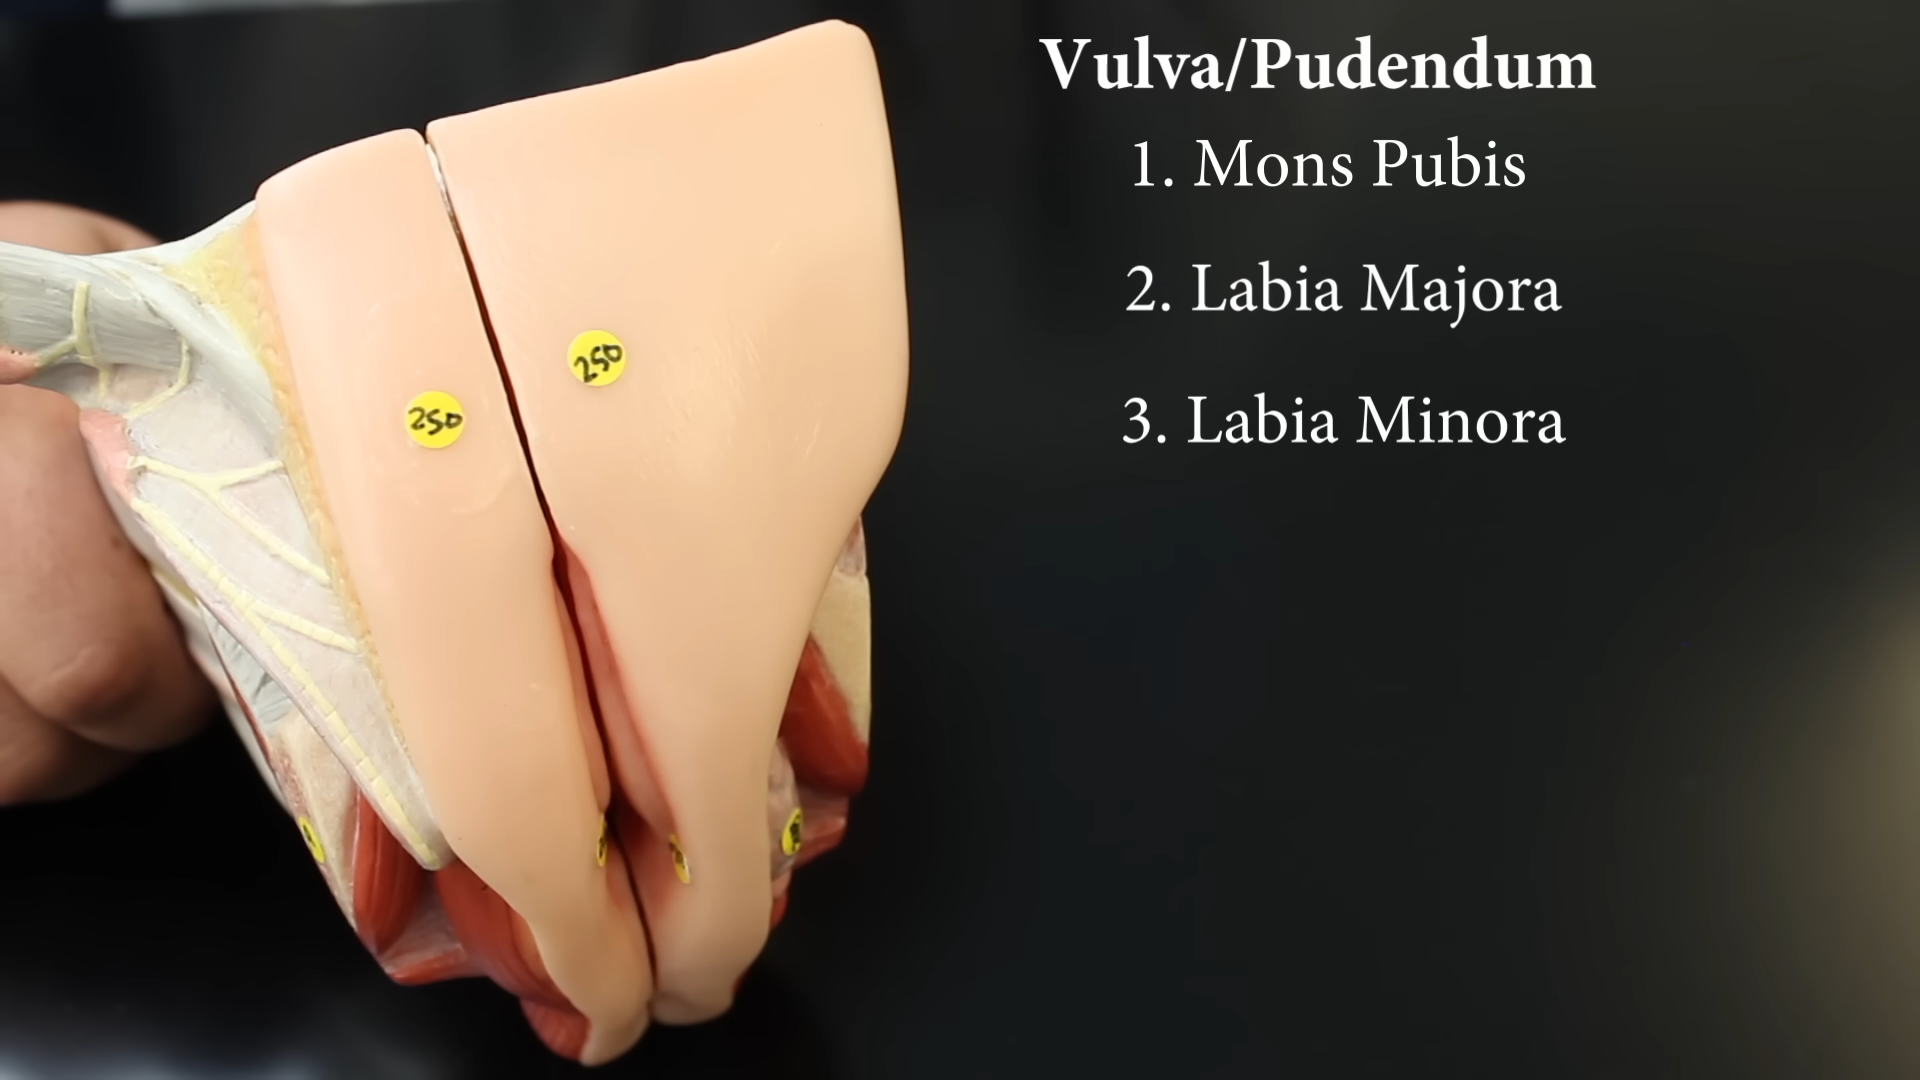 Vulva/Pudendum
1. Mons Pubis
2. Labia Majora
3. Labia Minora
250
250